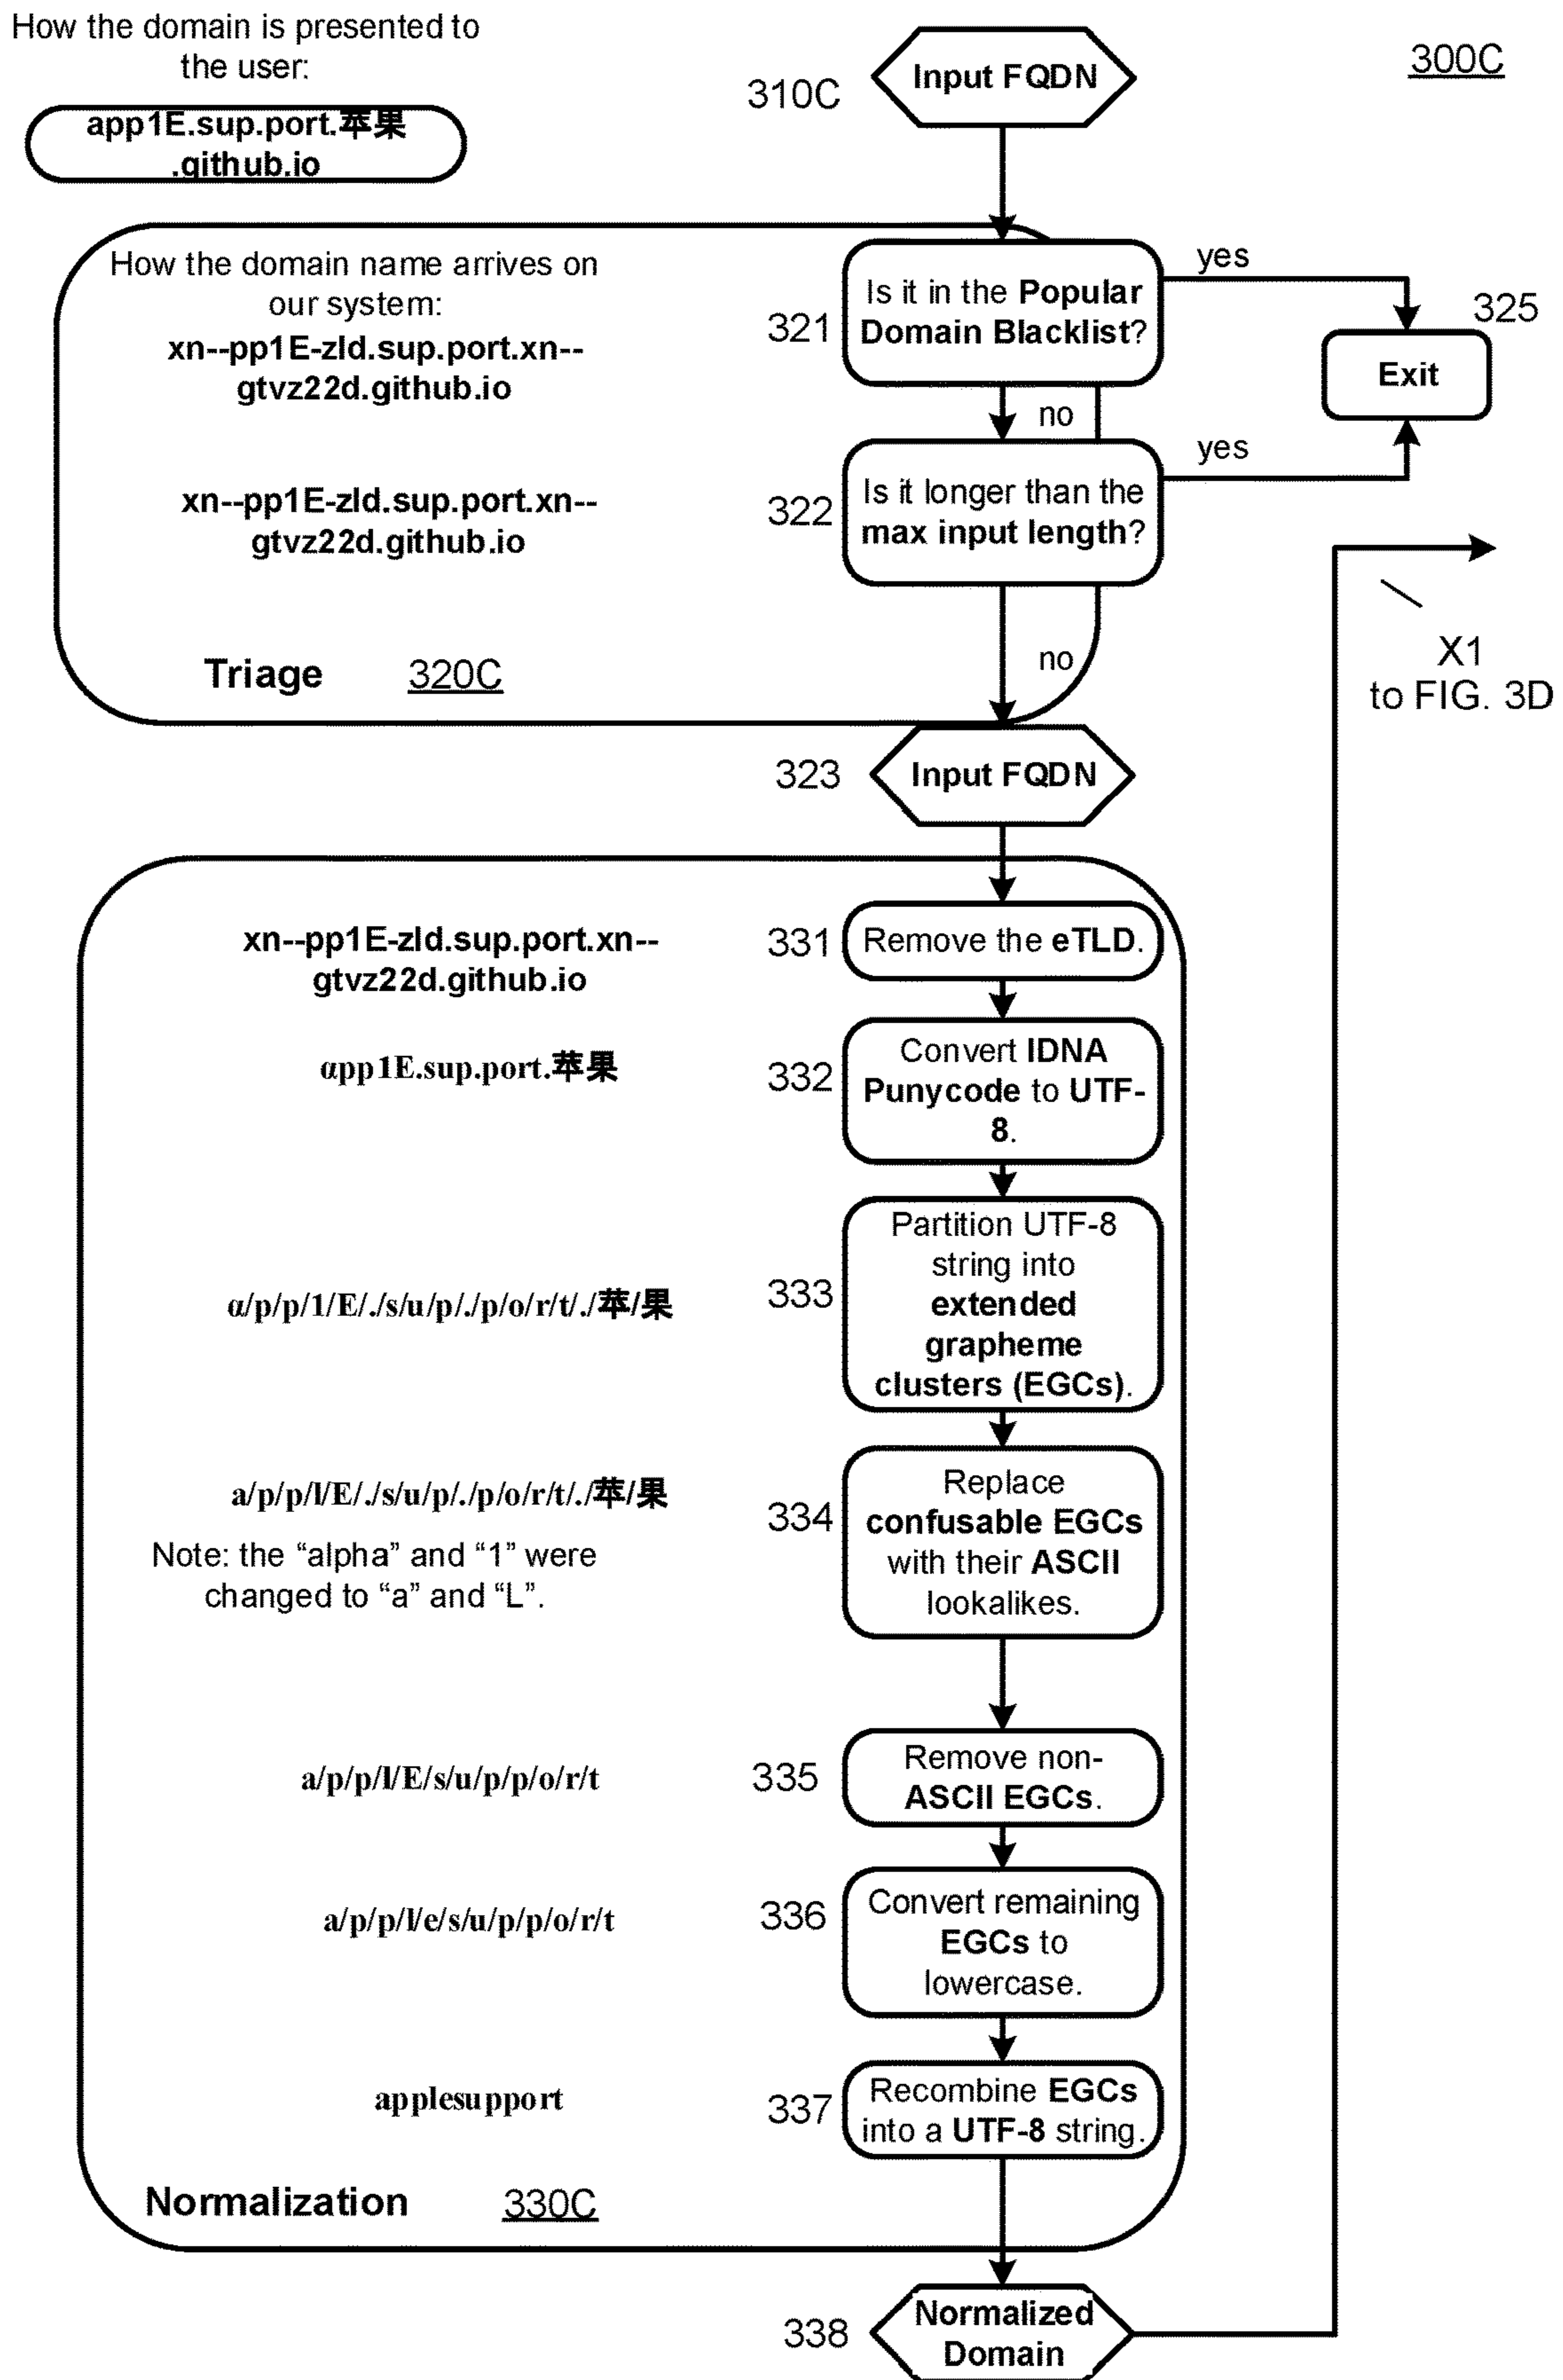 How the domain is presented to
the user:
app1E.sup.port.苹果
.github.io
310C
Input FQDN
300C
How the domain name arrives on
our system:
xn--pp1E-zld.sup.port.xn--
gtvz22d.github.io
321
Is it in the Popular
Domain Blacklist?
yes
325
Exit
no
xn--pp1E-zld.sup.port.xn--
gtvz22d.github.io
322
Is it longer than the
max input length?
yes
no
X1
to FIG. 3D
Triage 320C
323
Input FQDN
xn--pp1E-zld.sup.port.xn--
gtvz22d.github.io
331
Remove the eTLD.
αpp1E.sup.port.苹果
332
Convert IDNA
Punycode to UTF-
8.
α/p/p/1/E/./s/u/p/./p/o/r/t/./苹/果
333
Partition UTF-8
string into
extended
grapheme
clusters (EGCs).
a/p/p/l/E/./s/u/p/./p/o/r/t/./苹/果
Note: the “alpha” and “1” were
changed to “a” and “L”.
334
Replace
confusable EGCs
with their ASCII
lookalikes.
a/p/p/l/E/s/u/p/p/o/r/t
335
Remove non-
ASCII EGCs.
a/p/p/l/e/s/u/p/p/o/r/t
336
Convert remaining
EGCs to
lowercase.
applesupport
337
Recombine EGCs
into a UTF-8 string.
Normalization 330C
338
Normalized
Domain